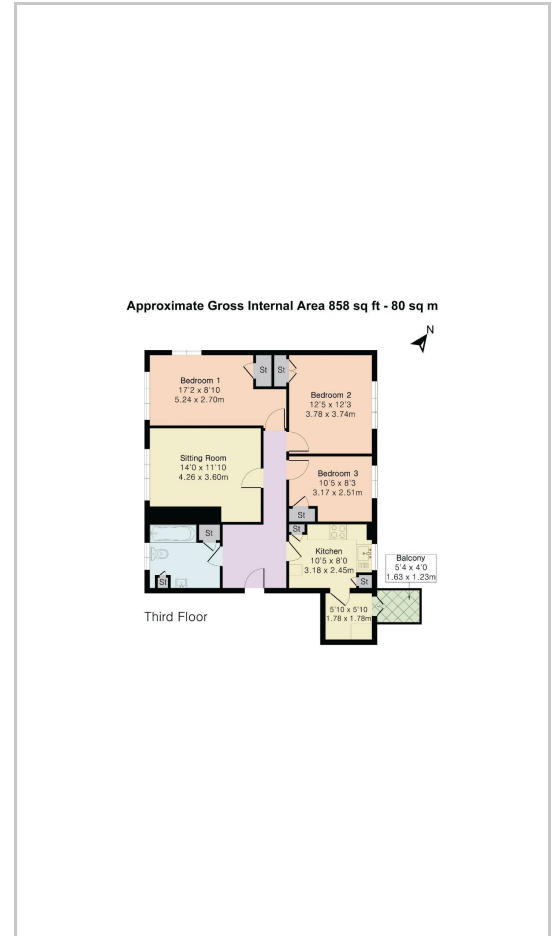 Approximate Gross Internal Area 858 sq ft - 80 sq m
N
St
St
Bedroom 1
17'2 x 8'10
5.24 x 2.70m
Bedroom 2
12'5 x 12'3
3.78 x 3.74m
Sitting Room
14'0 x 11'10
4.26 x 3.60m
Bedroom 3
10'5 x 8'3
3.17 x 2.51m
St
St
St
Kitchen
10'5 x 8'0
3.18 x 2.45m
Balcony
5'4 x 4'0
1.63 x 1.23m
St
St
5'10 x 5'10
1.78 x 1.78m
Third Floor